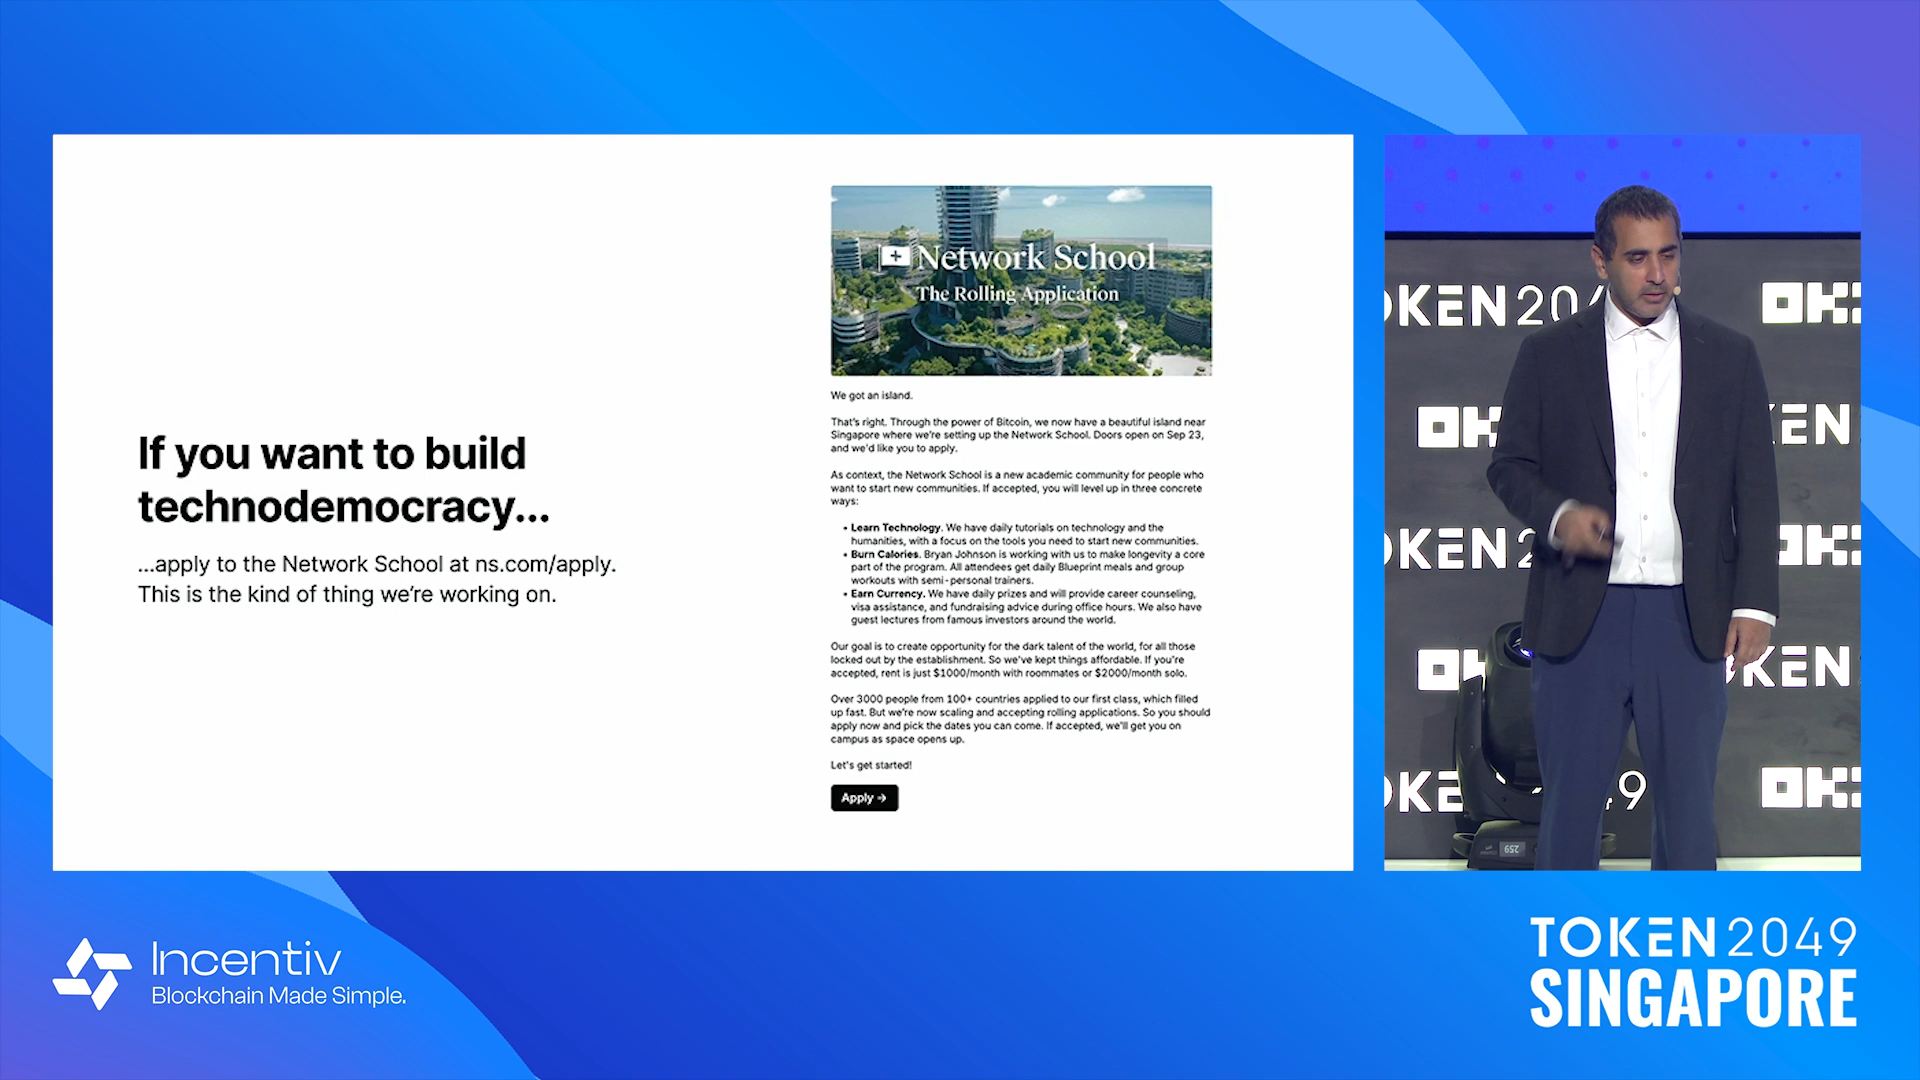 If you want to build
technodemocracy...
...apply to the Network School at ns.com/apply.
This is the kind of thing we're working on.
Network School
The Rolling Application
We got an island.
That's right. Through the power of Bitcoin, we now have a beautiful island near
Singapore where we're setting up the Network School. Doors open on Sep 23,
and we'd like you to apply.
As context, the Network School is a new academic community for people who
want to start new communities. If accepted, you will level up in three concrete
ways:
• Learn Technology. We have daily tutorials on technology and the
humanities, with a focus on the tools you need to start new communities.
• Burn Calories. Bryan Johnson is working with us to make longevity a core
part of the program. All attendees get daily Blueprint meals and group
workouts with semi-personal trainers.
• Earn Currency. We have daily prizes and will provide career counseling,
visa assistance, and fundraising advice during office hours. We also have
guest lectures from famous investors around the world.
Our goal is to create opportunity for the dark talent of the world, for all those
locked out by the establishment. So we've kept things affordable. If you're
accepted, rent is just $1000/month with roommates or $2000/month solo.
Over 3000 people from 100+ countries applied to our first class, which filled
up fast. But we're now scaling and accepting rolling applications. So you should
apply now and pick the dates you can come. If accepted, we'll get you on
campus as space opens up.
Let's get started!
Apply →
OKEN 204
OK
OK
KEN
OKEN 2
OK
KEN
OKE
49
OK
259
Incentiv
Blockchain Made Simple.
TOKEN2049
SINGAPORE